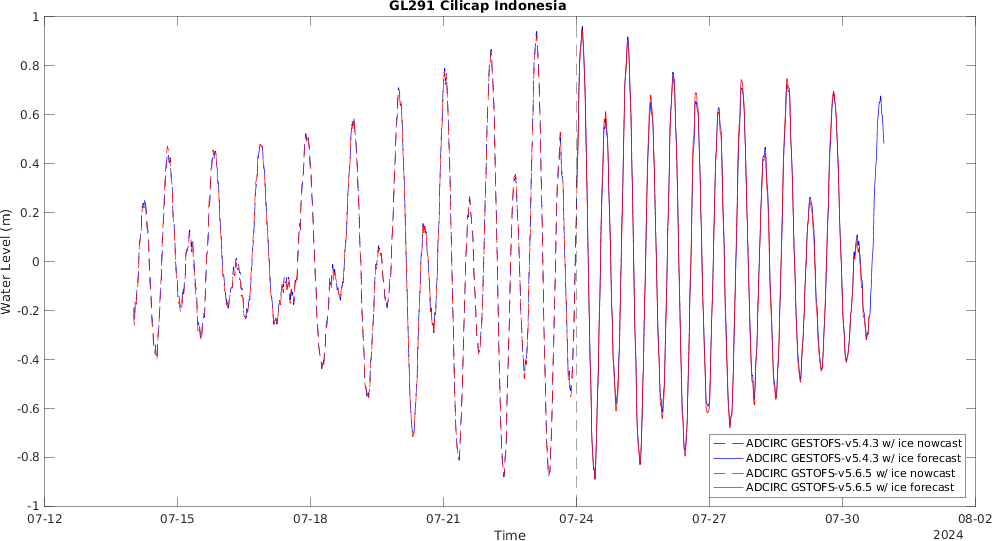 GL291 Cilicap Indonesia
Water Level (m)
1
0.8
0.6
0.4
0.2
0
-0.2
-0.4
-0.6
-0.8
-1
ADCIRC GESTOFS-v5.4.3 w/ ice nowcast
ADCIRC GESTOFS-v5.4.3 w/ ice forecast
ADCIRC GSTOFS-v5.6.5 w/ ice nowcast
ADCIRC GSTOFS-v5.6.5 w/ ice forecast
07-12 07-15 07-18 07-21 07-24 07-27 07-30 08-02
Time
2024